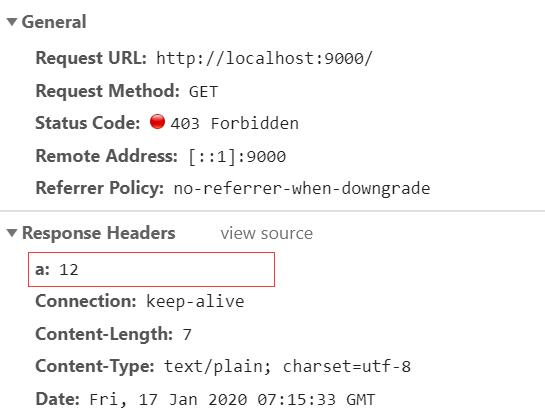 General
Request URL: http://localhost:9000/
Request Method: GET
Status Code: 403 Forbidden
Remote Address: [::1]:9000
Referrer Policy: no-referrer-when-downgrade
Response Headers view source
a: 12
Connection: keep-alive
Content-Length: 7
Content-Type: text/plain; charset=utf-8
Date: Fri, 17 Jan 2020 07:15:33 GMT